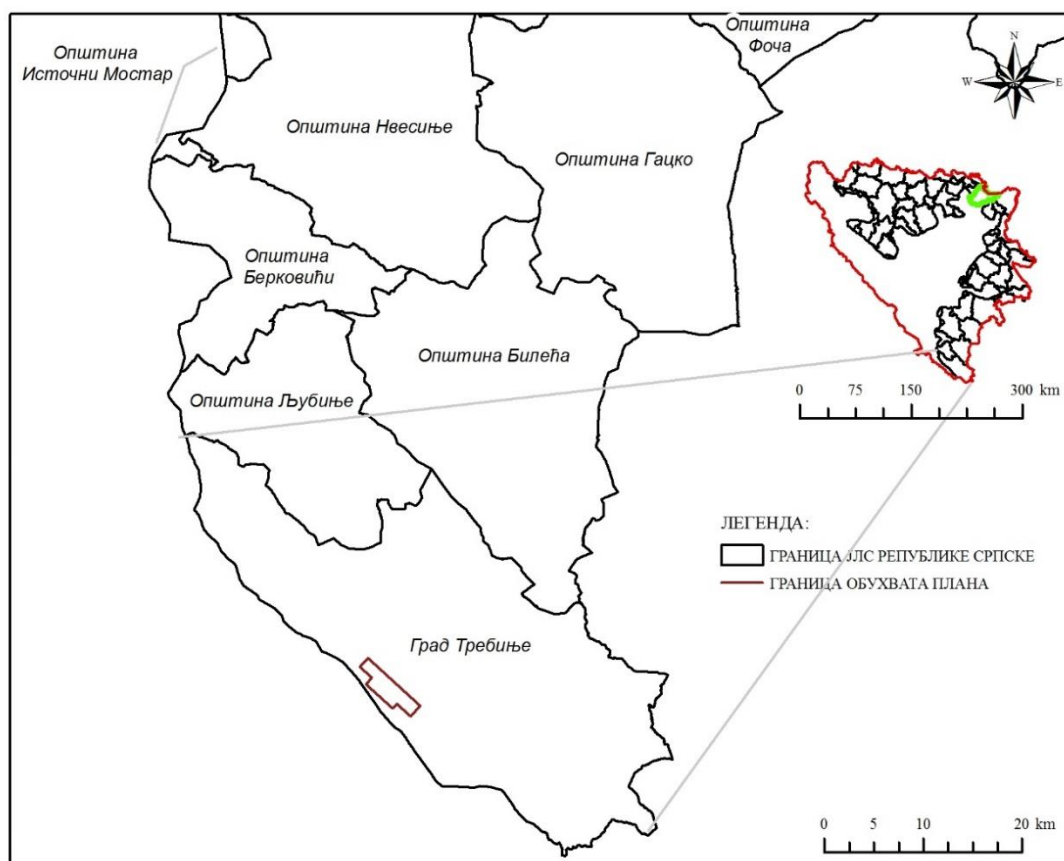 Општина
Источни Мостар
Општина
Фоча
N
W
E
S
Општина Нвесиње
Општина Гацко
Општина
Берковићи
Општина Билећа
Општина Љубиње
0 75 150 300 km
ЛЕГЕНДА:
ГРАНИЦА ЈЛС РЕПУБЛИКЕ СРПСКЕ
ГРАНИЦА ОБУХВАТА ПЛАНА
Град Требиње
0 5 10 20 km